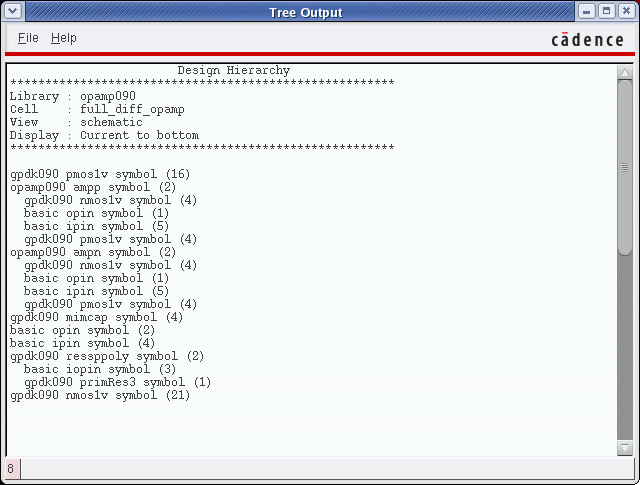 Tree Output
File Help
cādence
Design Hierarchy
*******************************************************
Library : opamp090
Cell    : full_diff_opamp
View    : schematic
Display : Current to bottom
*******************************************************
gpdk090 pmos1v symbol (16)
opamp090 ampp symbol (2)
  gpdk090 nmos1v symbol (4)
  basic opin symbol (1)
  basic ipin symbol (5)
  gpdk090 pmos1v symbol (4)
opamp090 ampn symbol (2)
  gpdk090 nmos1v symbol (4)
  basic opin symbol (1)
  basic ipin symbol (5)
  gpdk090 pmos1v symbol (4)
gpdk090 mimcap symbol (4)
basic opin symbol (2)
basic ipin symbol (4)
gpdk090 ressppoly symbol (2)
  basic iopin symbol (3)
  gpdk090 primRes3 symbol (1)
gpdk090 nmos1v symbol (21)
8